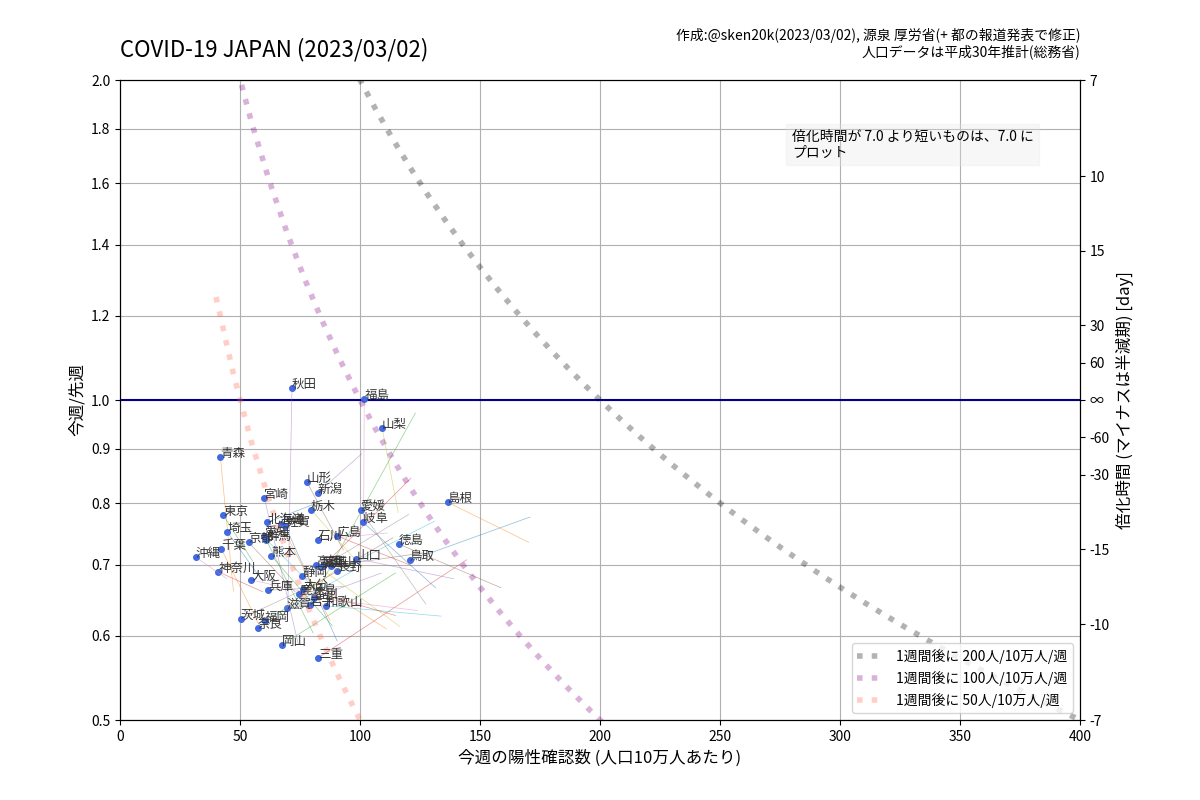 COVID-19 JAPAN (2023/03/02)
作成:@sken20k(2023/03/02), 源泉 厚労省(+ 都の報道発表で修正)
人口データは平成30年推計(総務省)
倍化時間が 7.0 より短いものは、7.0 に
プロット
今週/先週
2.0
1.8
1.6
1.4
1.2
1.0
0.9
0.8
0.7
0.6
0.5
7
10
15
30
60
∞
-60
-30
-15
-10
-7
倍化時間 (マイナスは半減期) [day]
秋田
福島
山梨
青森
山形
新潟
宮崎
島根
栃木
愛媛
東京
北海道
岐阜
埼玉
石川
広島
京都
群馬
徳島
千葉
沖縄
熊本
山口
鳥取
神奈川
長野
大阪
静岡
兵庫
大分
滋賀
和歌山
茨城
福岡
奈良
岡山
三重
1週間後に 200人/10万人/週
1週間後に 100人/10万人/週
1週間後に 50人/10万人/週
0
50
100
150
200
250
300
350
400
今週の陽性確認数 (人口10万人あたり)